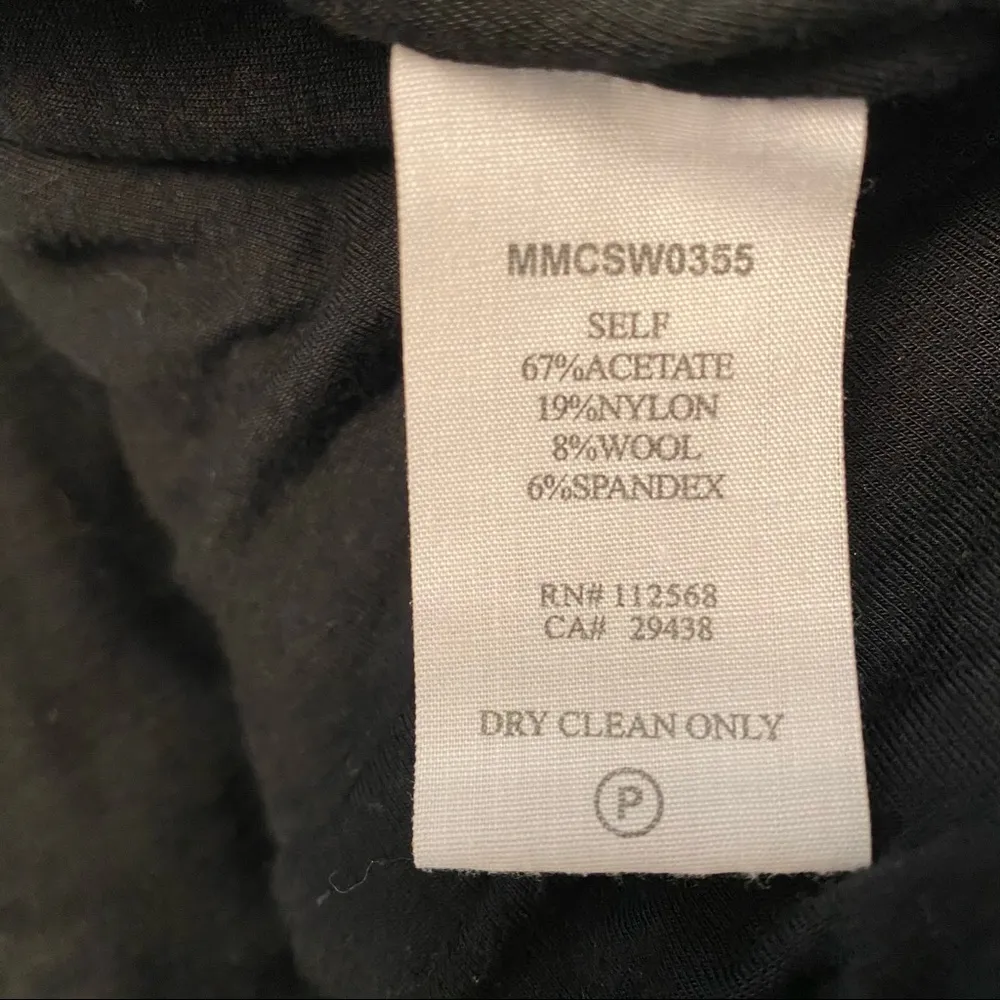 MMCSW0355
SELF
67%ACETATE
19%NYLON
8%WOOL
6%SPANDEX
RN# 112568
CA# 29438
DRY CLEAN ONLY
P